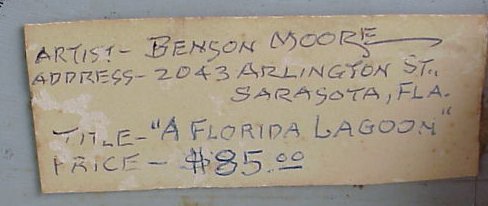 ARTIST- BENSON MOORE
ADDRESS- 2043 ARLINGTON ST.,
SARASOTA, FLA.
TITLE- "A FLORIDA LAGOON"
PRICE - $85.00